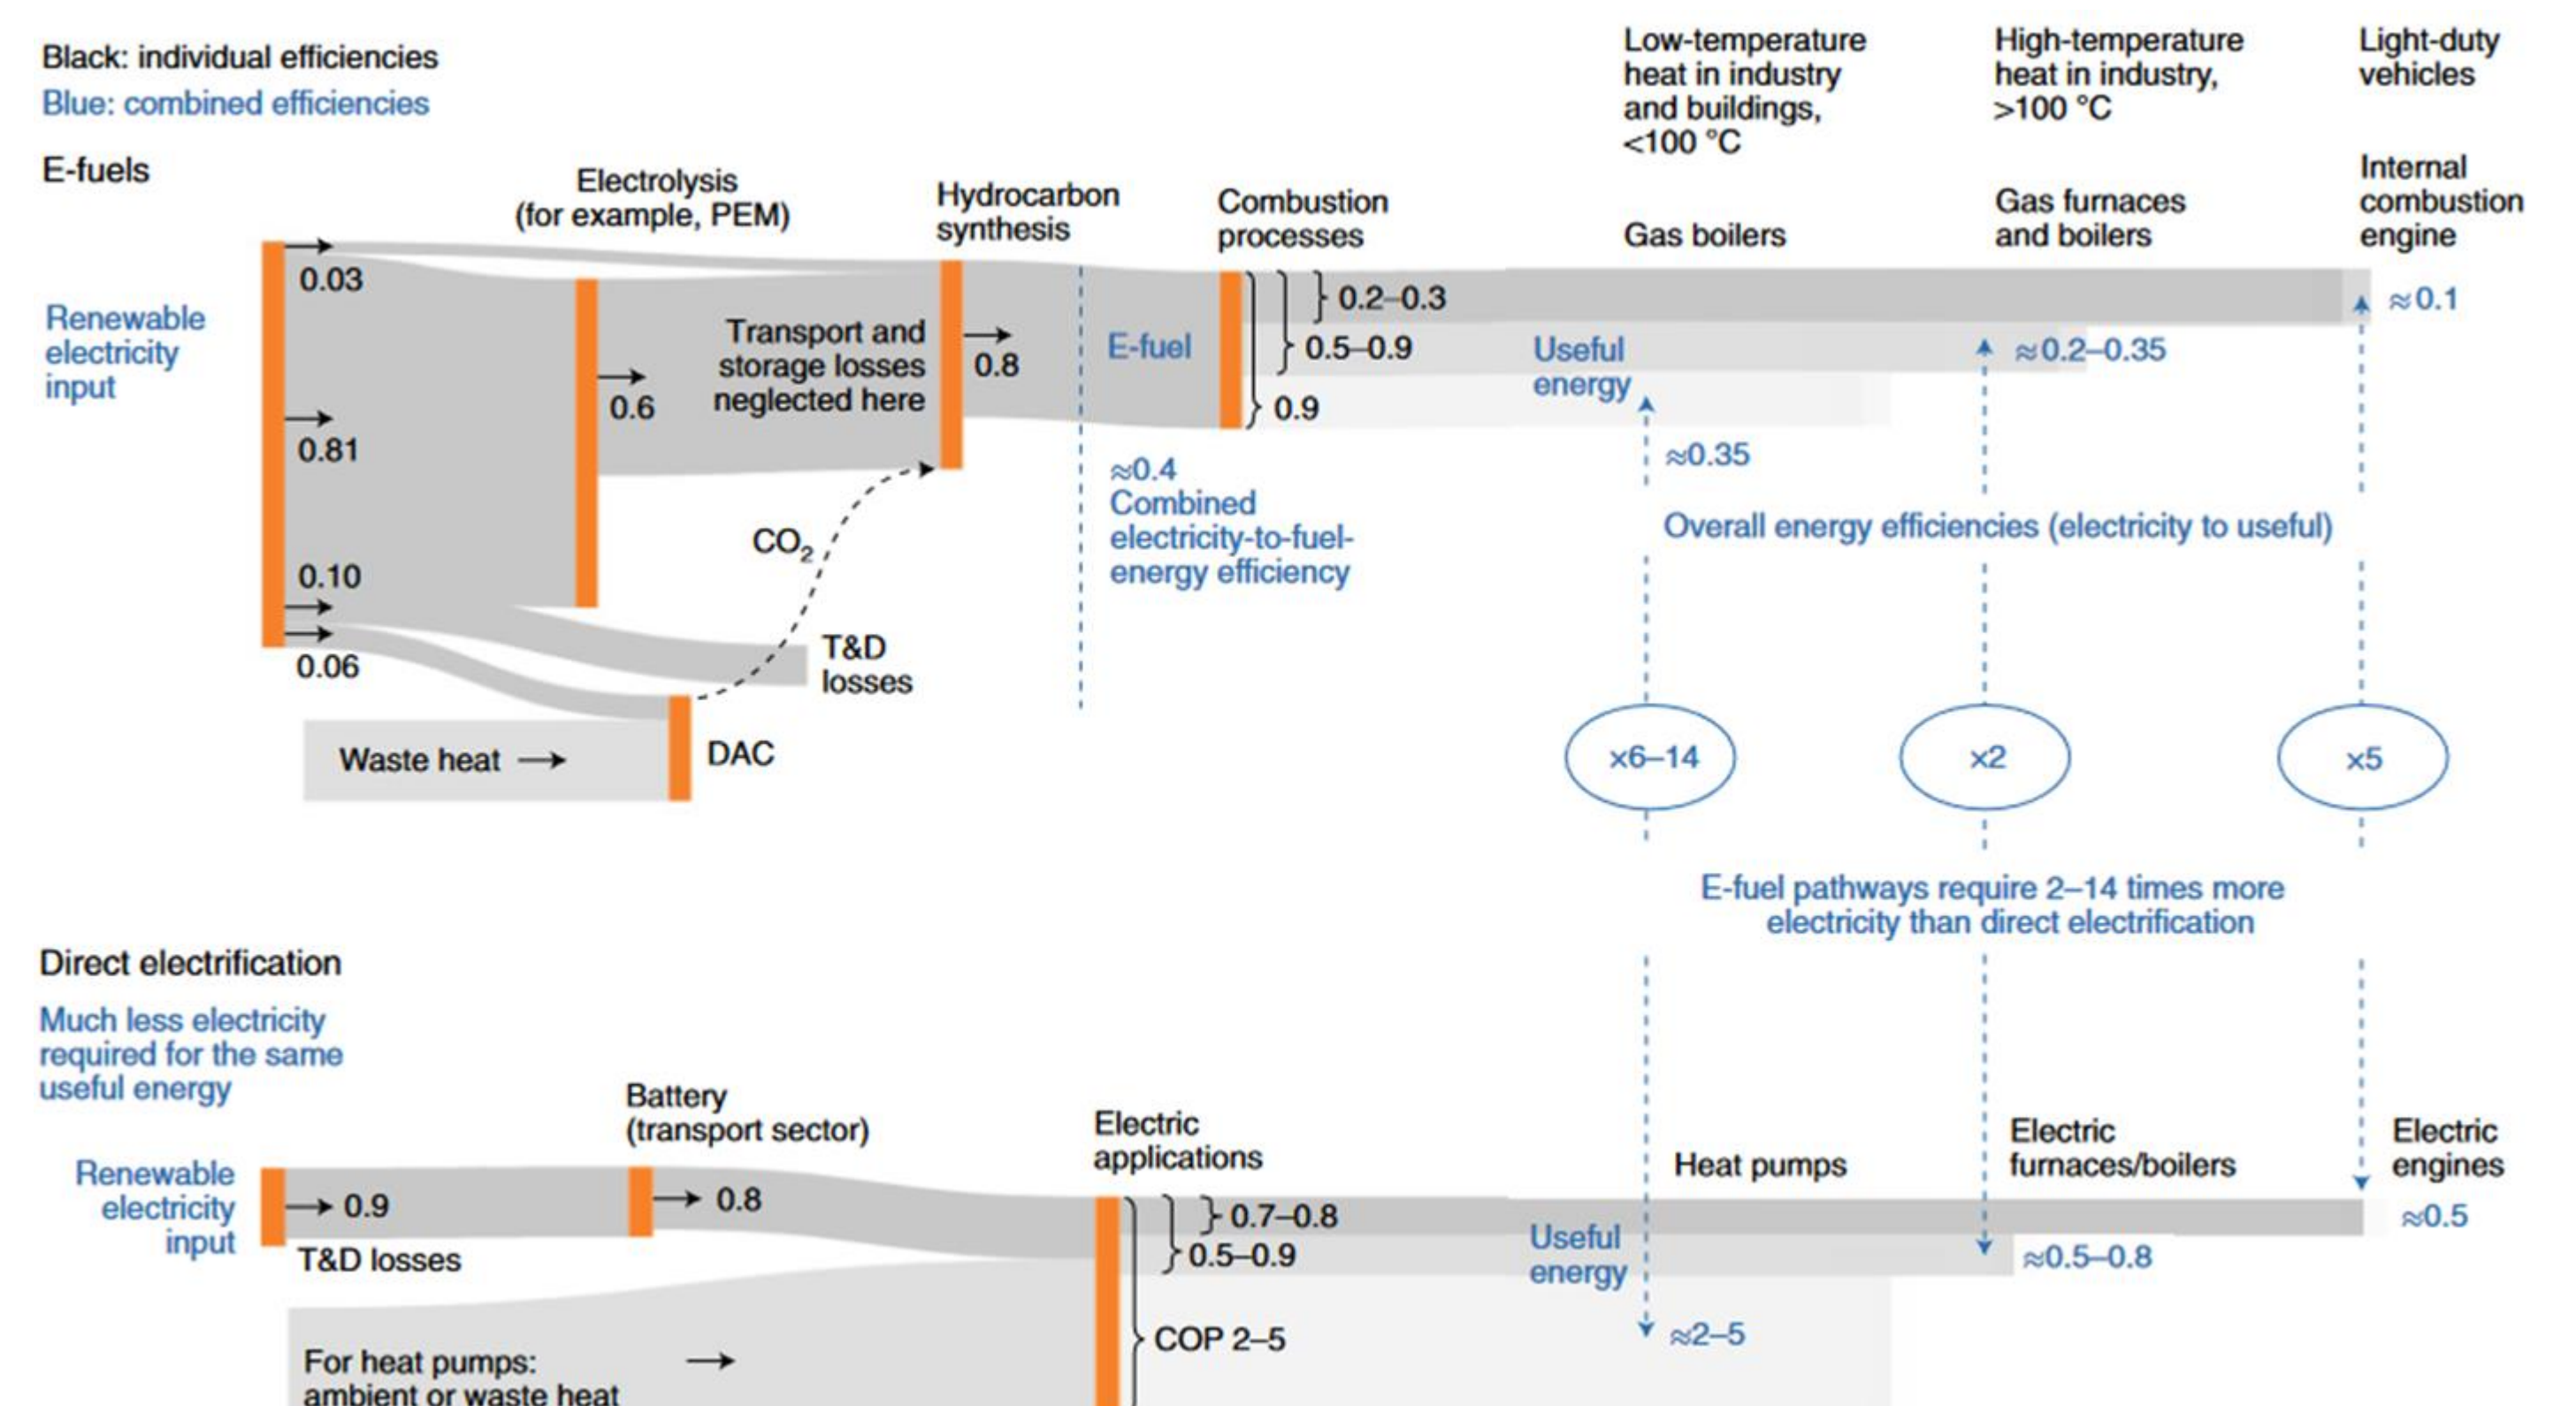 Black: individual efficiencies
Blue: combined efficiencies
Low-temperature
heat in industry
and buildings,
<100 °C
High-temperature
heat in industry,
>100 °C
Light-duty
vehicles
E-fuels
Electrolysis
(for example, PEM)
Hydrocarbon
synthesis
Combustion
processes
Gas boilers
Gas furnaces
and boilers
Internal
combustion
engine
Renewable
electricity
input
0.03
0.81
0.10
0.06
0.6
Transport and
storage losses
neglected here
0.8
E-fuel
0.2–0.3
0.5–0.9
0.9
Useful
energy
≈0.1
≈0.2–0.35
≈0.35
≈0.4
Combined
electricity-to-fuel-
energy efficiency
Overall energy efficiencies (electricity to useful)
CO₂
T&D
losses
Waste heat
DAC
×6–14
×2
×5
E-fuel pathways require 2–14 times more
electricity than direct electrification
Direct electrification
Much less electricity
required for the same
useful energy
Battery
(transport sector)
Electric
applications
Heat pumps
Electric
furnaces/boilers
Electric
engines
Renewable
electricity
input
0.9
T&D losses
0.8
0.7–0.8
0.5–0.9
COP 2–5
Useful
energy
≈0.5
≈0.5–0.8
≈2–5
For heat pumps:
ambient or waste heat